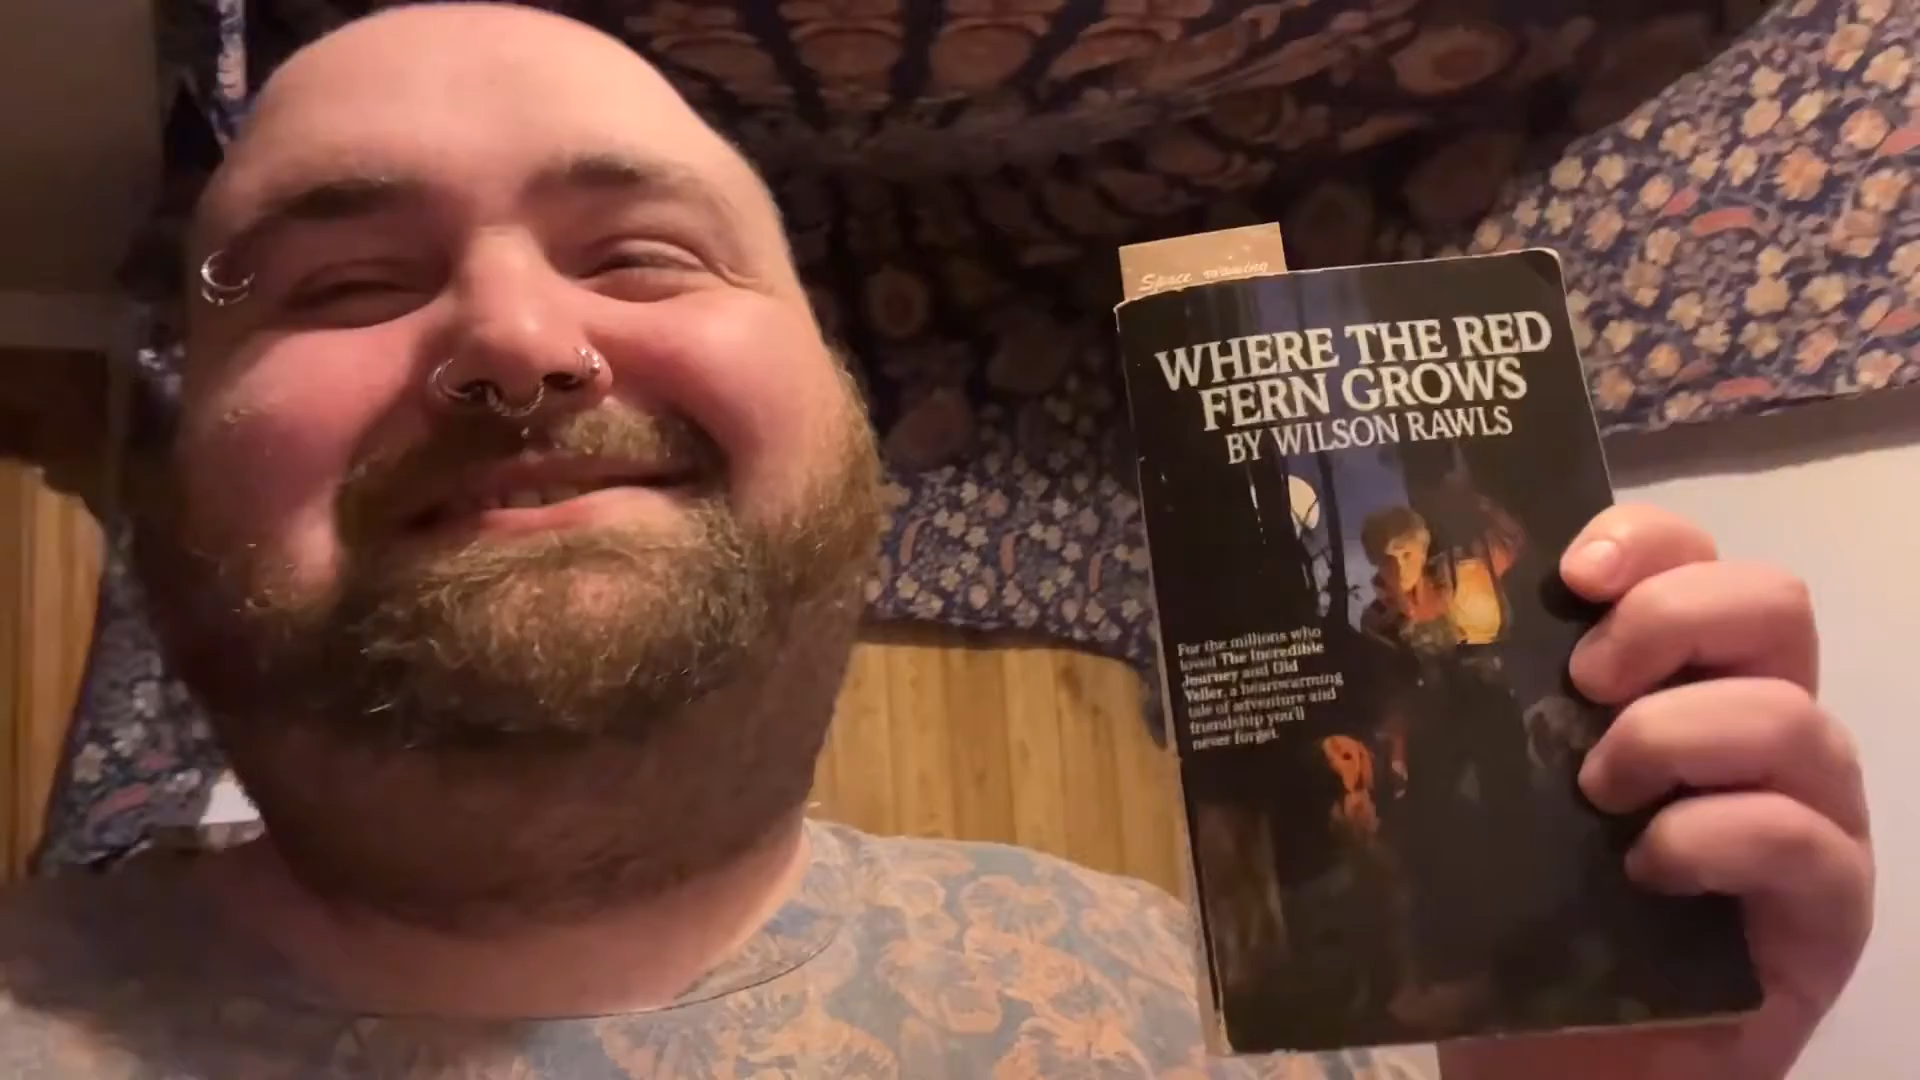 Space
WHERE THE RED
FERN GROWS
BY WILSON RAWLS
For the millions who
loved The Incredible
Journey and Old
Yeller, a heartwarming
tale of adventure and
friendship you'll
never forget.